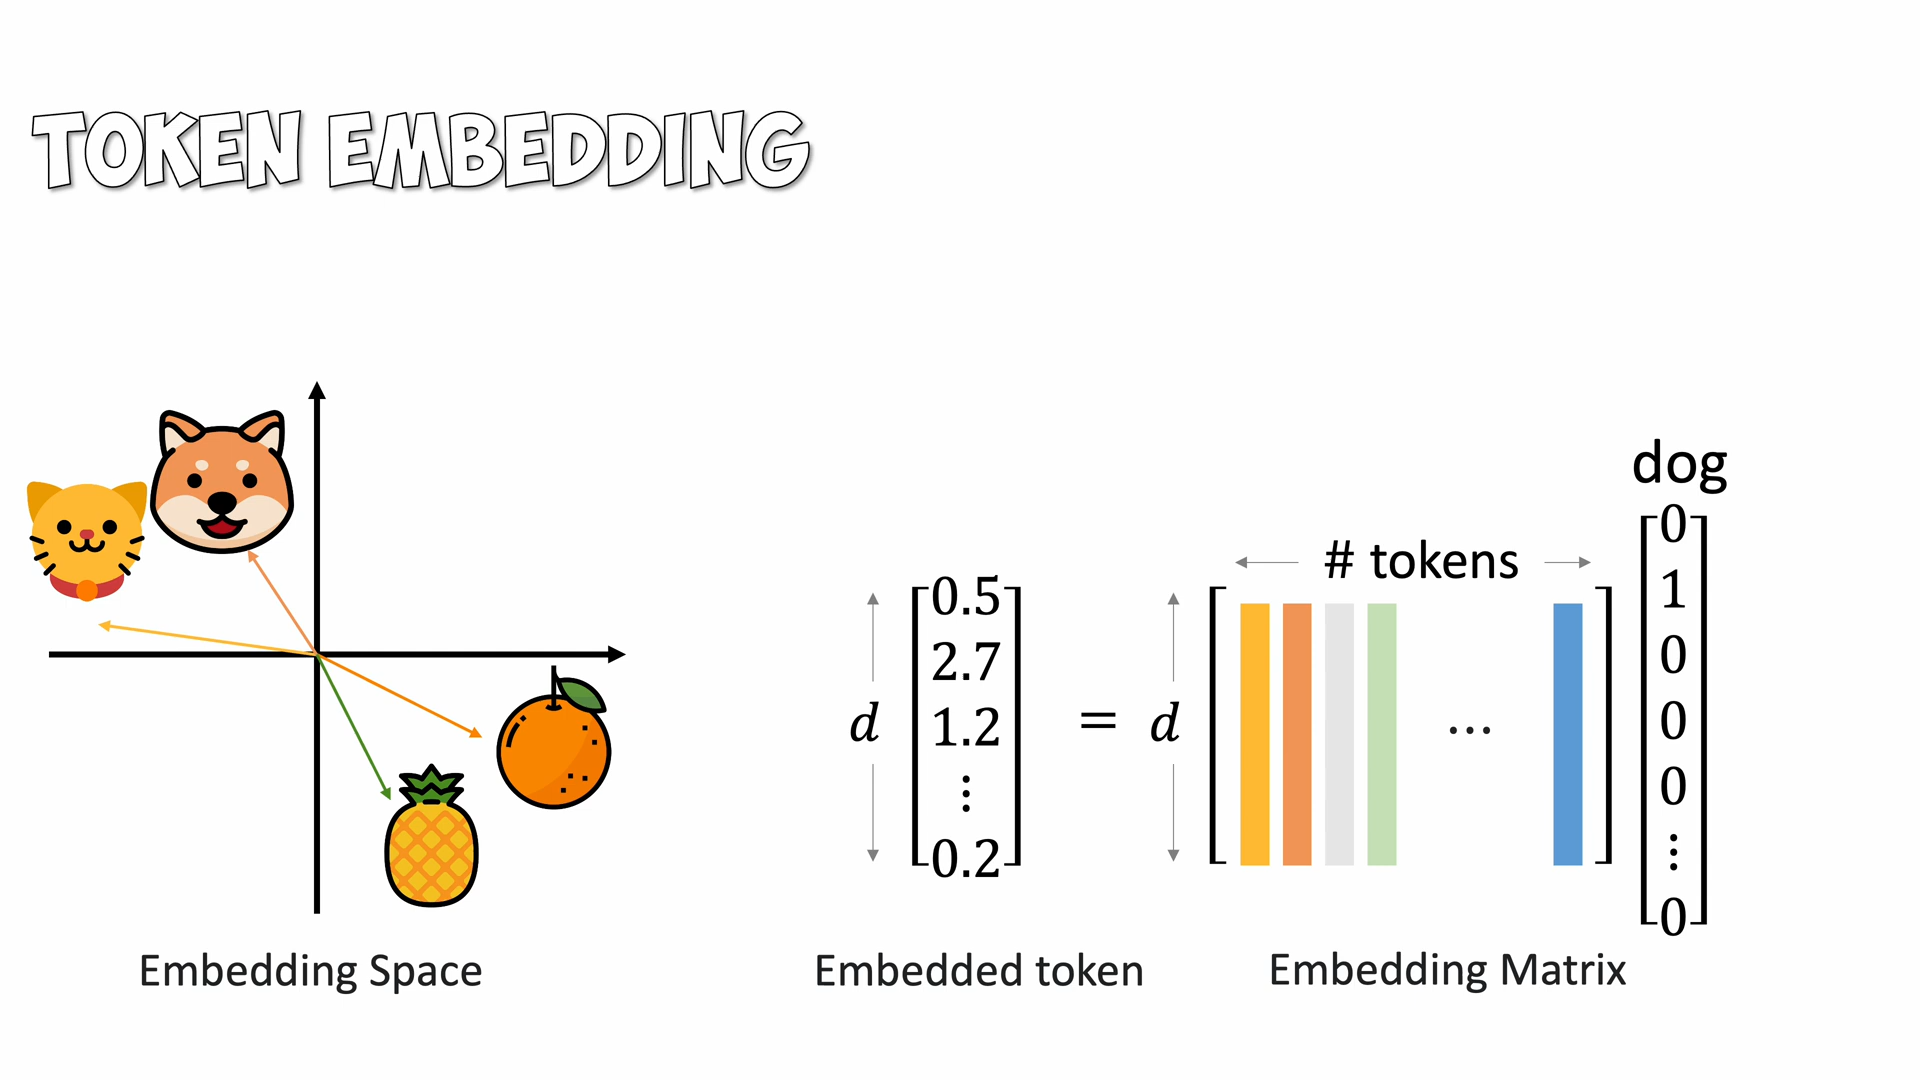 TOKEN EMBEDDING
dog
# tokens
d
0.5
2.7
1.2
⋮
0.2
=
d
...
0
1
0
0
0
⋮
0
Embedding Space
Embedded token
Embedding Matrix